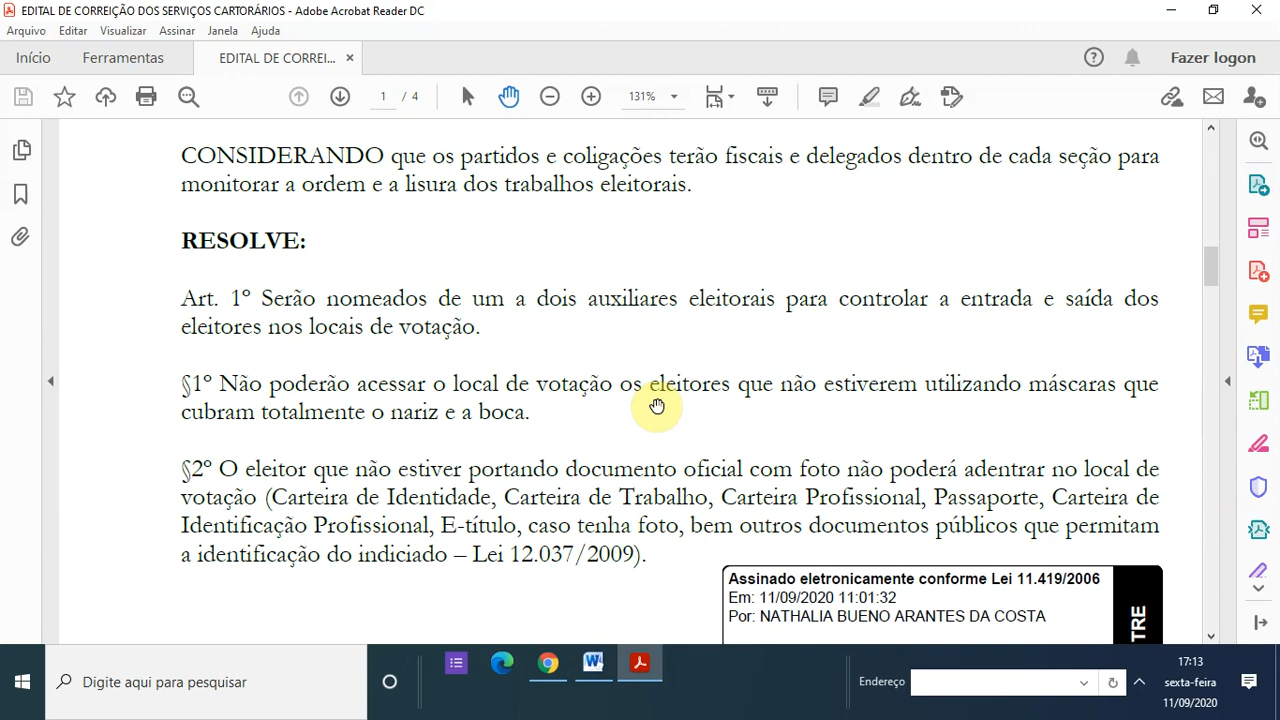 EDITAL DE CORREIÇÃO DOS SERVIÇOS CARTORÁRIOS - Adobe Acrobat Reader DC
Arquivo Editar Visualizar Assinar Janela Ajuda
Início Ferramentas EDITAL DE CORREI... × Fazer logon
1 / 4 131%
CONSIDERANDO que os partidos e coligações terão fiscais e delegados dentro de cada seção para
monitorar a ordem e a lisura dos trabalhos eleitorais.
RESOLVE:
Art. 1º Serão nomeados de um a dois auxiliares eleitorais para controlar a entrada e saída dos
eleitores nos locais de votação.
§1º Não poderão acessar o local de votação os eleitores que não estiverem utilizando máscaras que
cubram totalmente o nariz e a boca.
§2º O eleitor que não estiver portando documento oficial com foto não poderá adentrar no local de
votação (Carteira de Identidade, Carteira de Trabalho, Carteira Profissional, Passaporte, Carteira de
Identificação Profissional, E-título, caso tenha foto, bem outros documentos públicos que permitam
a identificação do indiciado – Lei 12.037/2009).
Assinado eletronicamente conforme Lei 11.419/2006
Em: 11/09/2020 11:01:32
Por: NATHALIA BUENO ARANTES DA COSTA
TRE
Digite aqui para pesquisar
Endereço
17:13
sexta-feira
11/09/2020